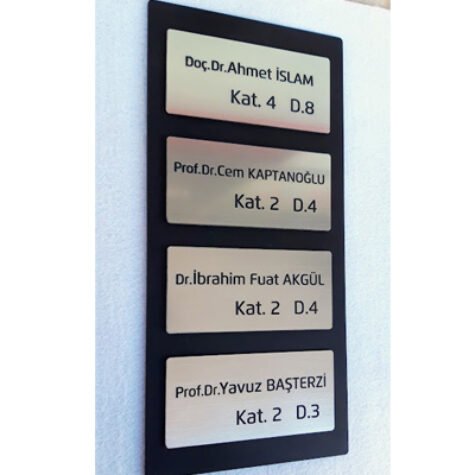 Doç.Dr.Ahmet İSLAM
Kat. 4 D.8
Prof.Dr.Cem KAPTANOĞLU
Kat. 2 D.4
Dr.İbrahim Fuat AKGÜL
Kat. 2 D.4
Prof.Dr.Yavuz BAŞTERZİ
Kat. 2 D.3